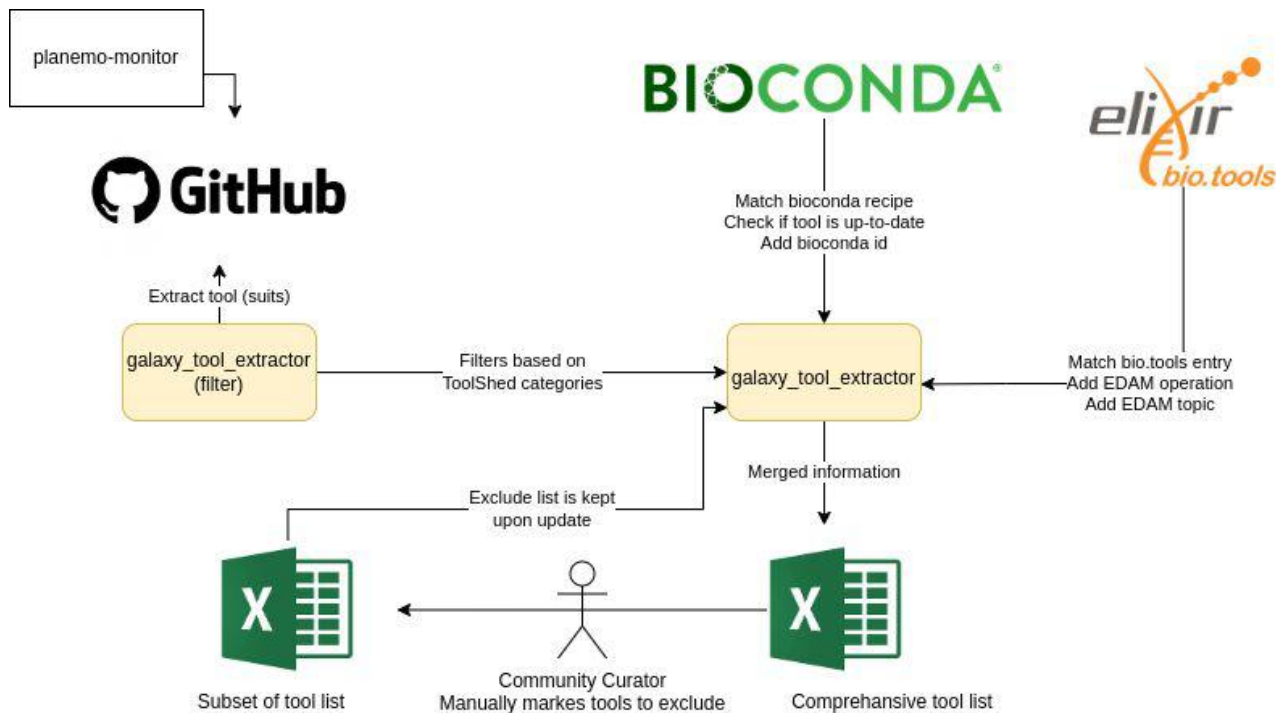 planemo-monitor
BIOCONDA®
elixir
bio.tools
GitHub
Match bioconda recipe
Check if tool is up-to-date
Add bioconda id
Extract tool (suits)
galaxy_tool_extractor
(filter)
Filters based on
ToolShed categories
galaxy_tool_extractor
Match bio.tools entry
Add EDAM operation
Add EDAM topic
Merged information
Exclude list is kept
upon update
X
X
Community Curator
Manually markes tools to exclude
Subset of tool list
Comprehansive tool list